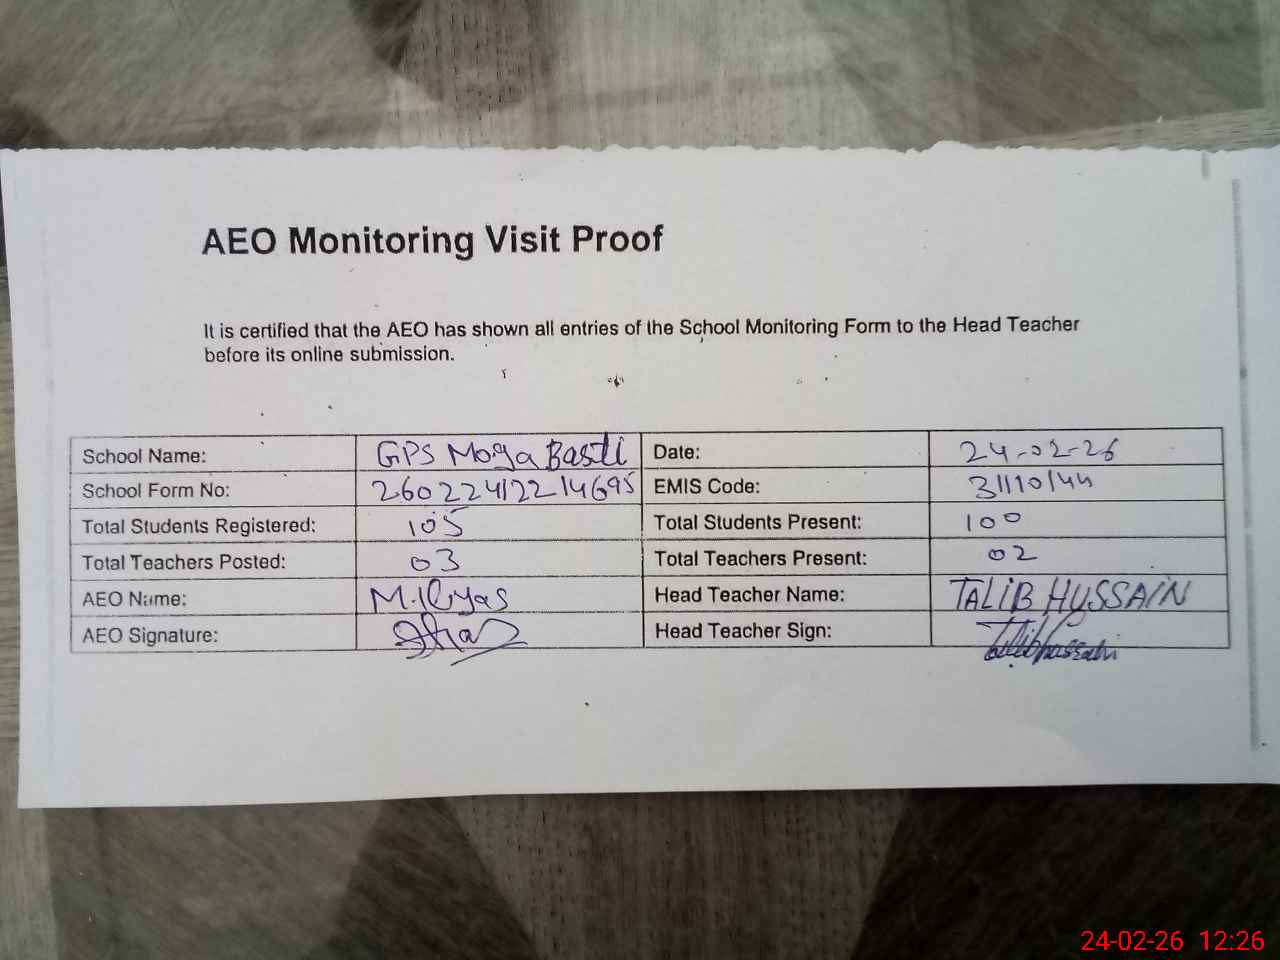 AEO Monitoring Visit Proof
It is certified that the AEO has shown all entries of the School Monitoring Form to the Head Teacher
before its online submission.
School Name: GPS Moga Basti Date: 24-02-26
School Form No: 26022412214695 EMIS Code: 31110144
Total Students Registered: 105 Total Students Present: 100
Total Teachers Posted: 03 Total Teachers Present: 02
AEO Name: M.Ilyas Head Teacher Name: TALIB HUSSAIN
AEO Signature: Head Teacher Sign: Talibhussain
24-02-26 12:26